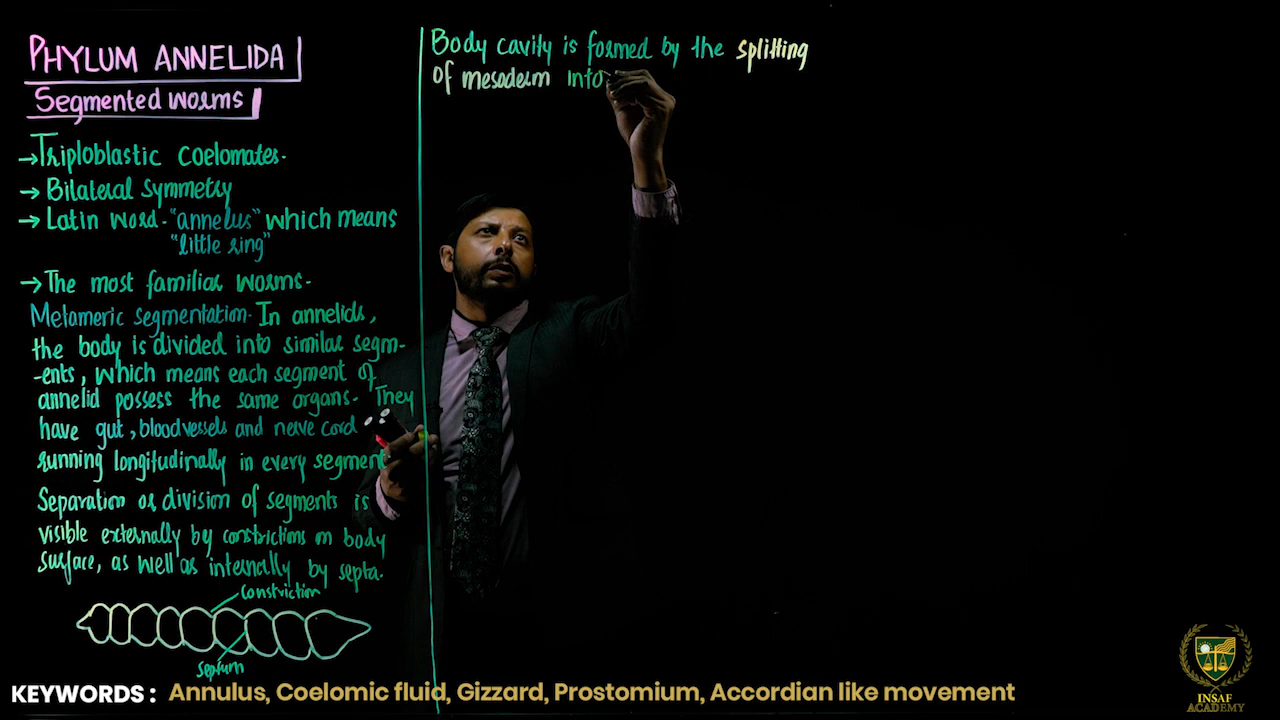 PHYLUM ANNELIDA
Segmented worms
→Triploblastic coelomates.
→ Bilateral symmetry
→ Latin word - "annelus" which means
"little ring"
→ The most familiar worms.
Metameric segmentation. In annelids,
the body is divided into similar segm-
-ents, which means each segment of
annelid possess the same organs. They
have gut, blood vessels and nerve cord
running longitudinally in every segment
Separation or division of segments is
visible externally by constrictions on body
surface, as well as internally by septa.
constriction
septum
Body cavity is formed by the splitting
of mesoderm into
KEYWORDS : Annulus, Coelomic fluid, Gizzard, Prostomium, Accordian like movement
INSAF
ACADEMY